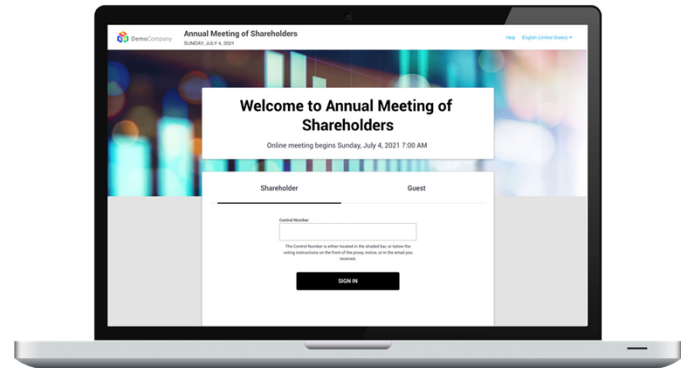 DemoCompany
Annual Meeting of Shareholders
SUNDAY, JULY 4, 2021
Help English (United States)
Welcome to Annual Meeting of
Shareholders
Online meeting begins Sunday, July 4, 2021 7:00 AM
Shareholder Guest
Control Number
The Control Number is either located in the shaded bar, or below the
voting instructions on the front of the proxy, notice, or in the email you
received.
SIGN IN